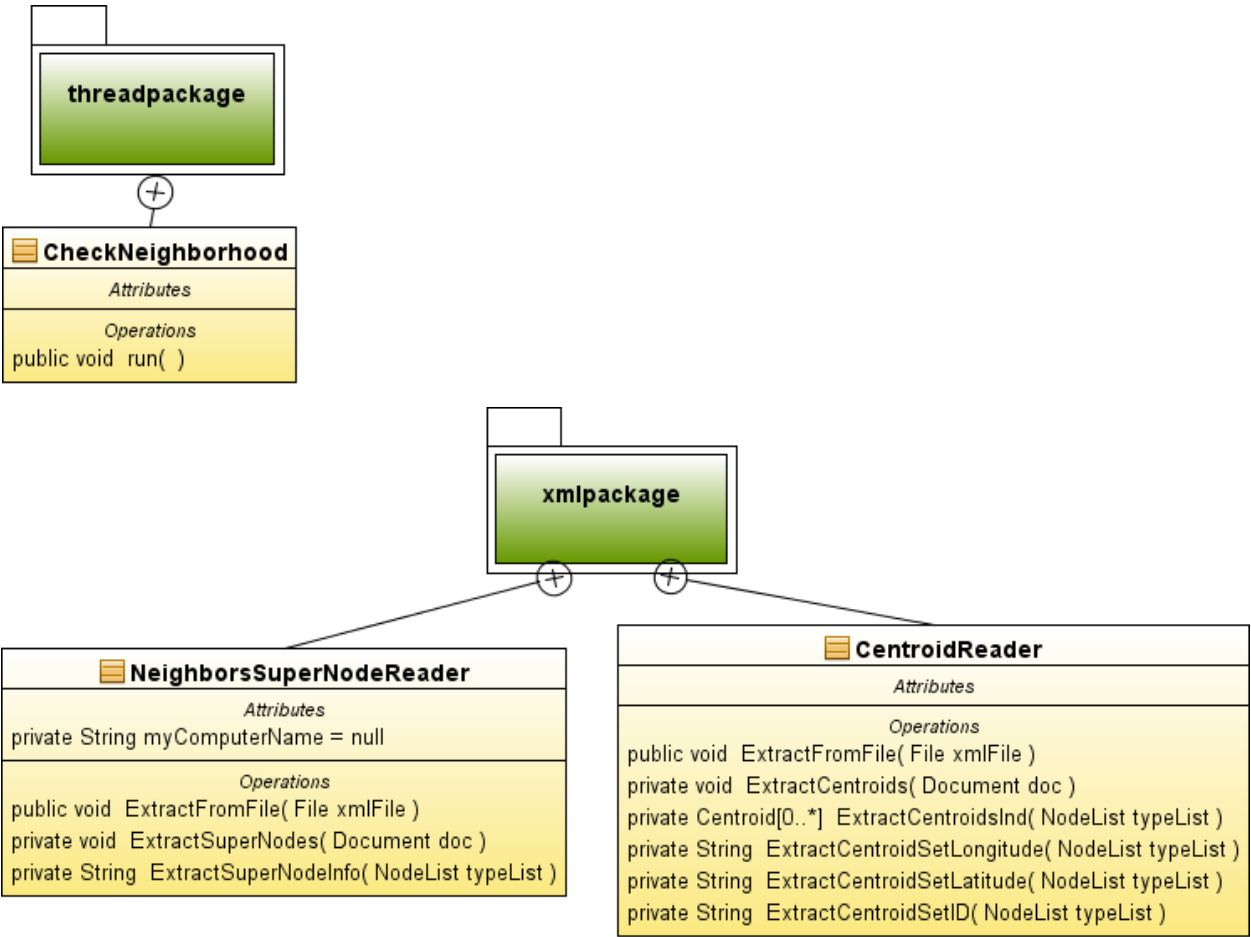 threadpackage
CheckNeighborhood
Attributes
Operations
public void run( )
xmlpackage
NeighborsSuperNodeReader
Attributes
private String myComputerName = null
Operations
public void ExtractFromFile( File xmlFile )
private void ExtractSuperNodes( Document doc )
private String ExtractSuperNodeInfo( NodeList typeList )
CentroidReader
Attributes
Operations
public void ExtractFromFile( File xmlFile )
private void ExtractCentroids( Document doc )
private Centroid[0..*] ExtractCentroidsInd( NodeList typeList )
private String ExtractCentroidSetLongitude( NodeList typeList )
private String ExtractCentroidSetLatitude( NodeList typeList )
private String ExtractCentroidSetID( NodeList typeList )